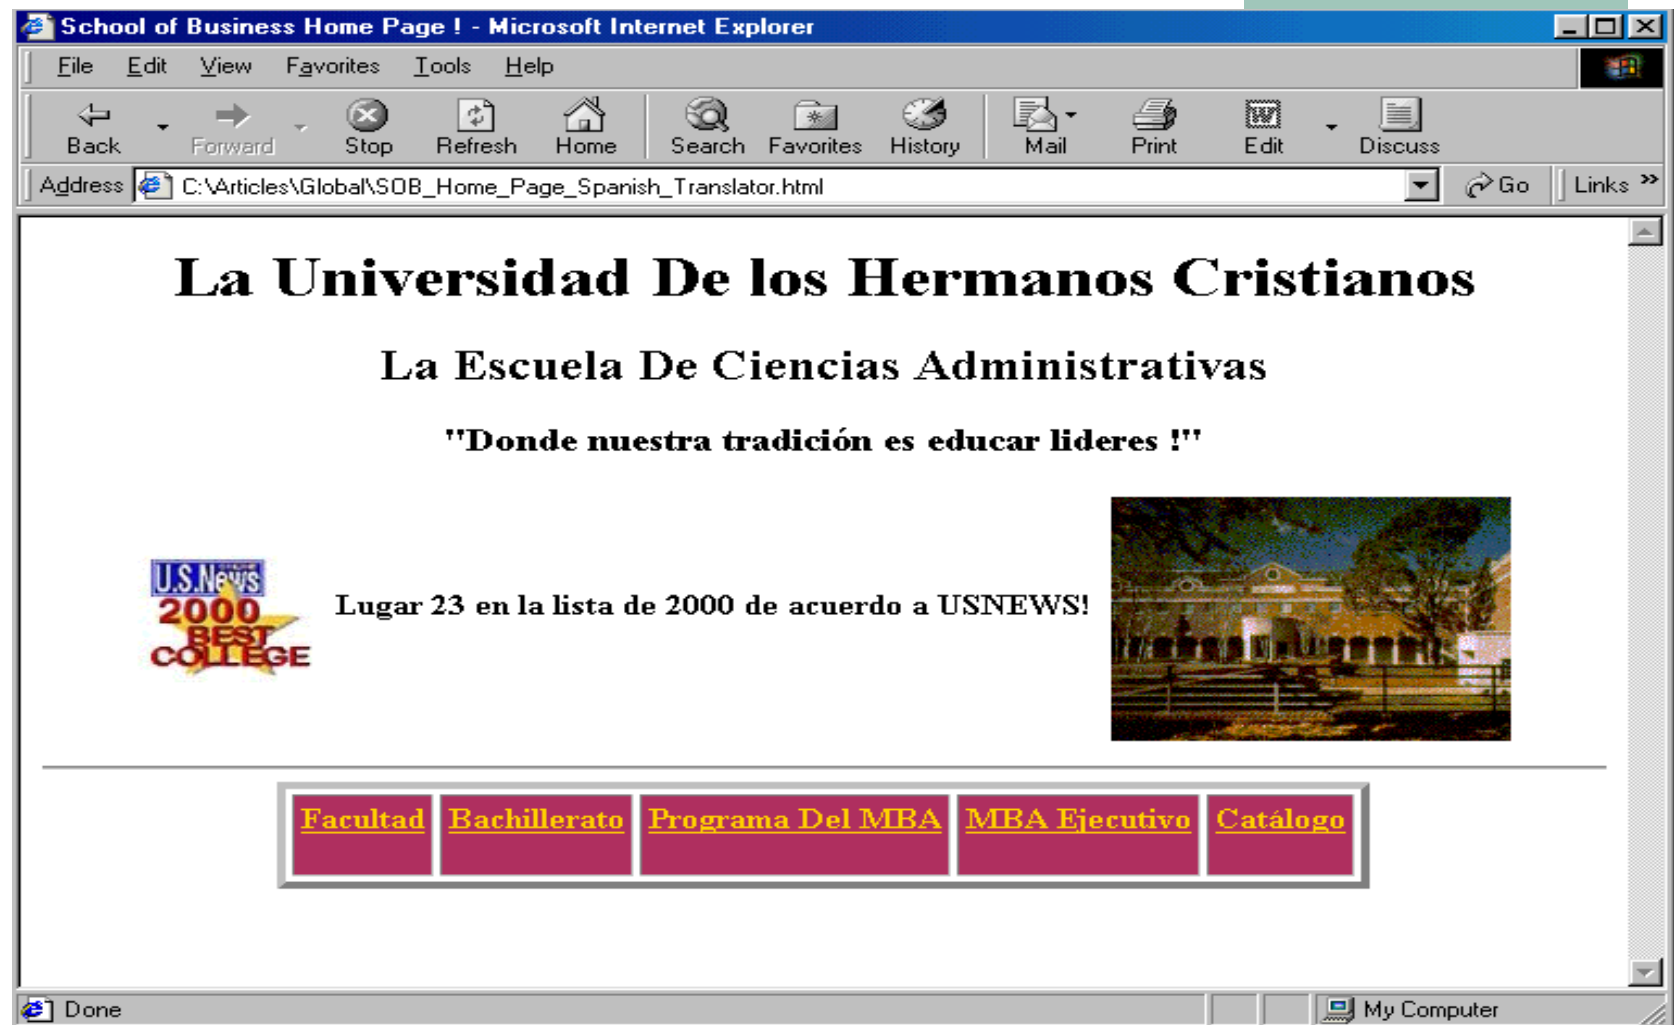 School of Business Home Page ! - Microsoft Internet Explorer
File Edit View Favorites Tools Help
Back Forward Stop Refresh Home Search Favorites History Mail Print Edit Discuss
Address C:\Articles\Global\SOB_Home_Page_Spanish_Translator.html Go Links »
La Universidad De los Hermanos Cristianos
La Escuela De Ciencias Administrativas
"Donde nuestra tradición es educar lideres !"
U.S.News
2000
BEST
COLLEGE
Lugar 23 en la lista de 2000 de acuerdo a USNEWS!
Facultad Bachillerato Programa Del MBA MBA Ejecutivo Catálogo
Done My Computer